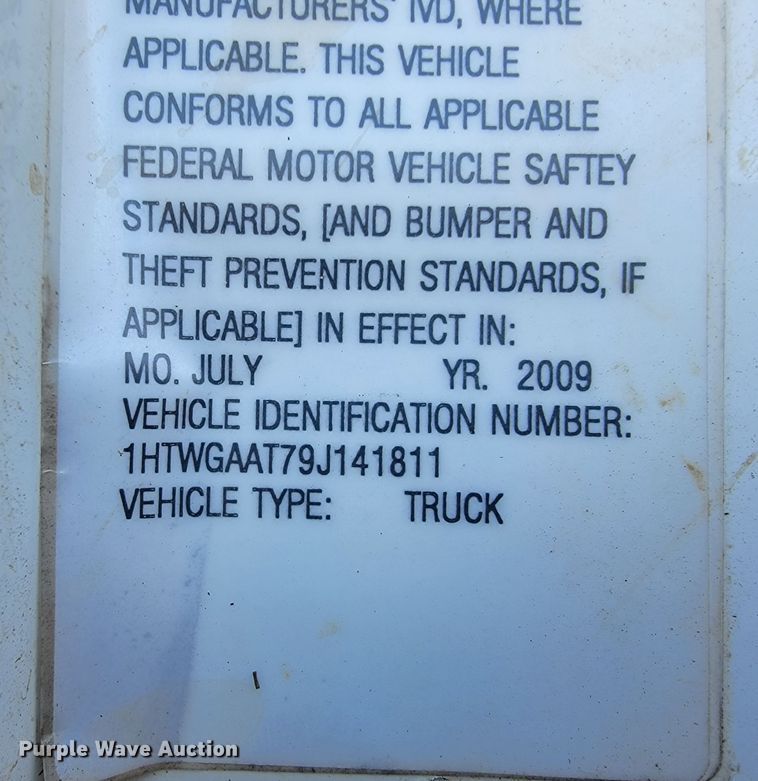 MANUFACTURERS' IVD, WHERE
APPLICABLE. THIS VEHICLE
CONFORMS TO ALL APPLICABLE
FEDERAL MOTOR VEHICLE SAFTEY
STANDARDS, [AND BUMPER AND
THEFT PREVENTION STANDARDS, IF
APPLICABLE] IN EFFECT IN:
MO. JULY YR. 2009
VEHICLE IDENTIFICATION NUMBER:
1HTWGAAT79J141811
VEHICLE TYPE: TRUCK
Purple Wave Auction